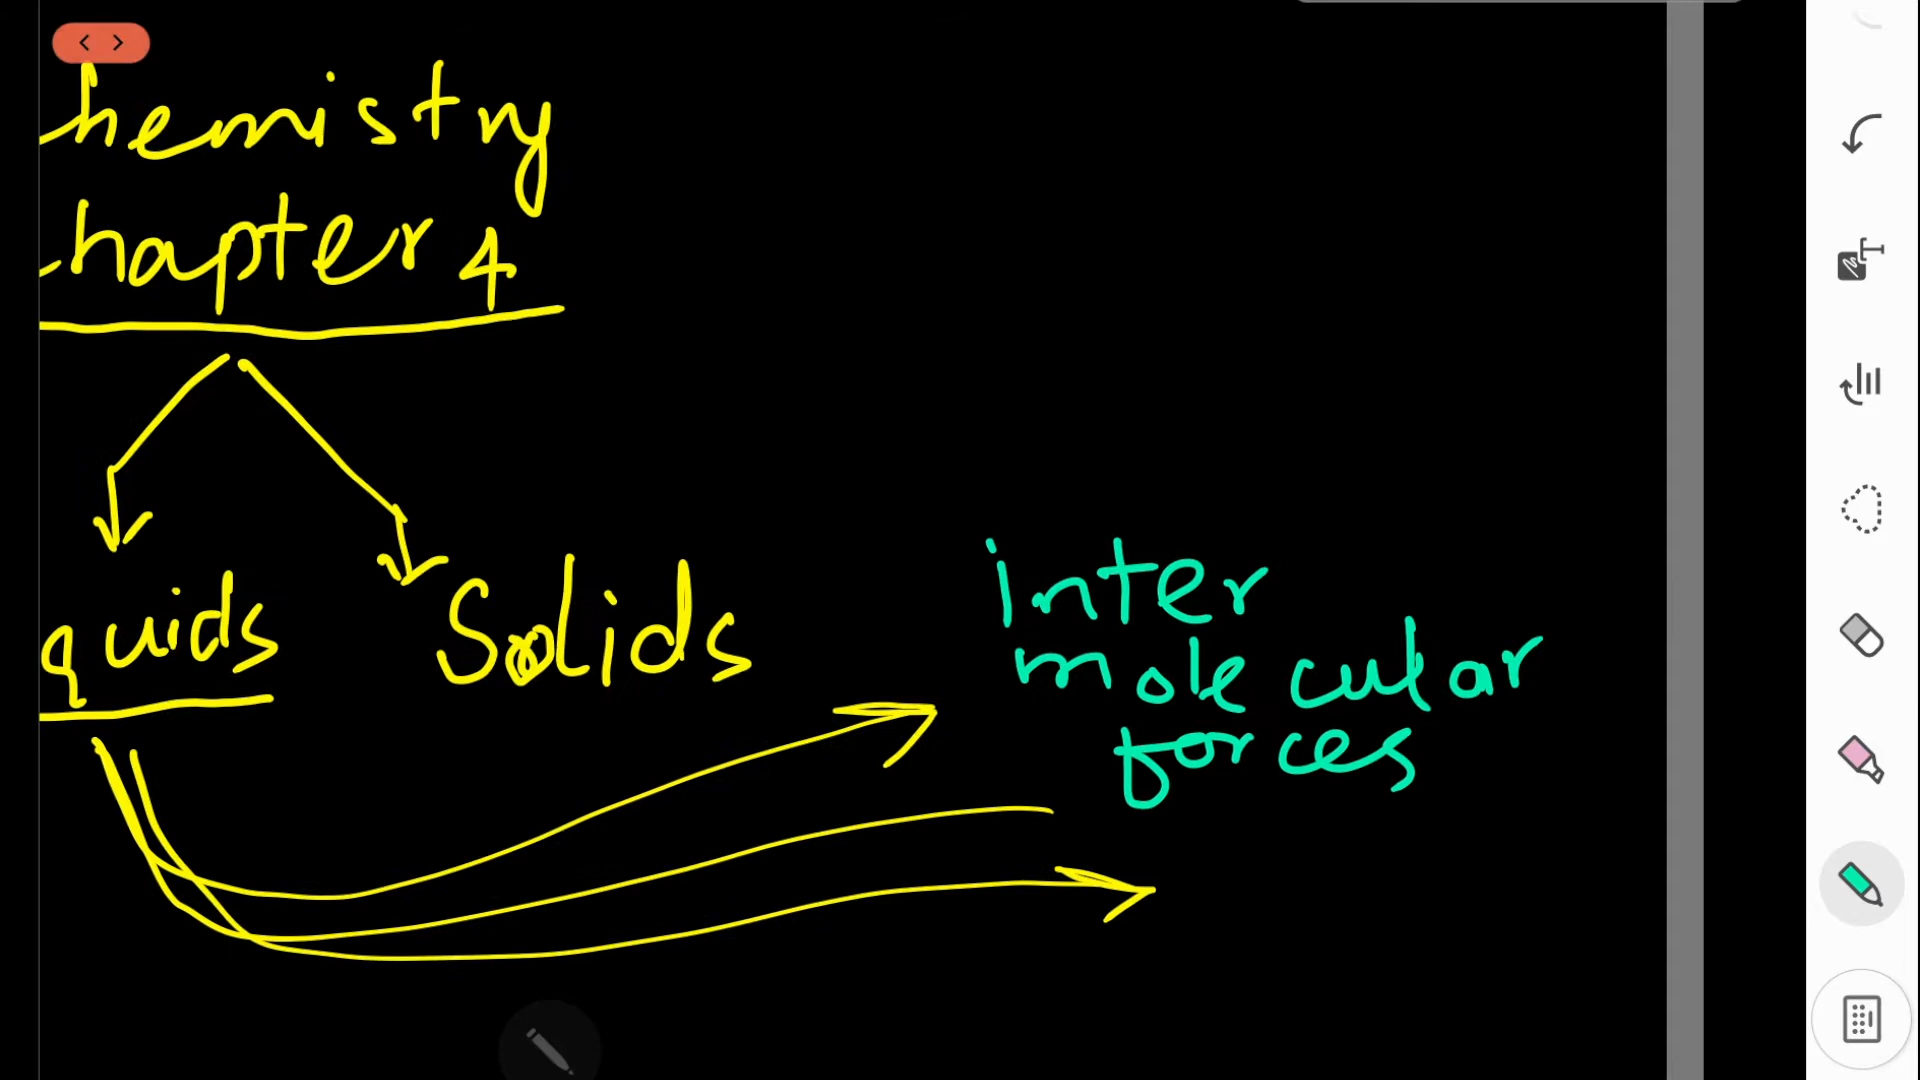 hemistry
hapter 4
quids
Solids
inter
molecular
forces